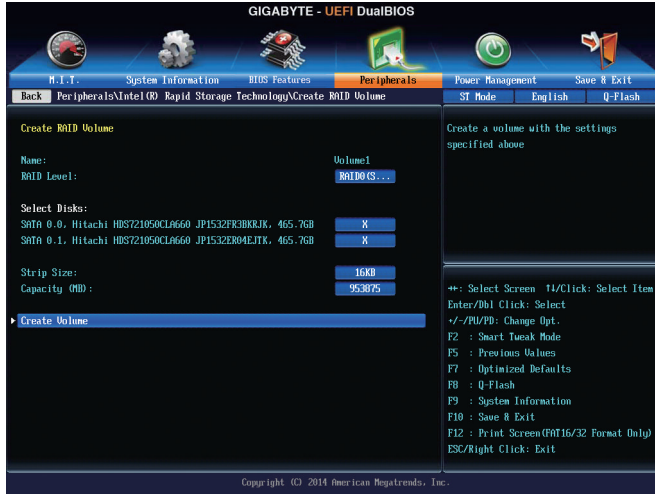 GIGABYTE - UEFI DualBIOS
M.I.T. System Information BIOS Features Peripherals Power Management Save & Exit
Back Peripherals\Intel(R) Rapid Storage Technology\Create RAID Volume ST Mode English Q-Flash
Create RAID Volume
Name: Volume1
RAID Level: RAID0(S...
Select Disks:
SATA 0.0, Hitachi HDS721050CLA660 JP1532FR3BKRJK, 465.7GB X
SATA 0.1, Hitachi HDS721050CLA660 JP1532ER04EJTK, 465.7GB X
Strip Size: 16KB
Capacity (MB): 953875
Create Volume
Create a volume with the settings
specified above
→←: Select Screen ↑↓/Click: Select Item
Enter/Dbl Click: Select
+/-/PU/PD: Change Opt.
F2 : Smart Tweak Mode
F5 : Previous Values
F7 : Optimized Defaults
F8 : Q-Flash
F9 : System Information
F10 : Save & Exit
F12 : Print Screen(FAT16/32 Format Only)
ESC/Right Click: Exit
Copyright (C) 2014 American Megatrends, Inc.